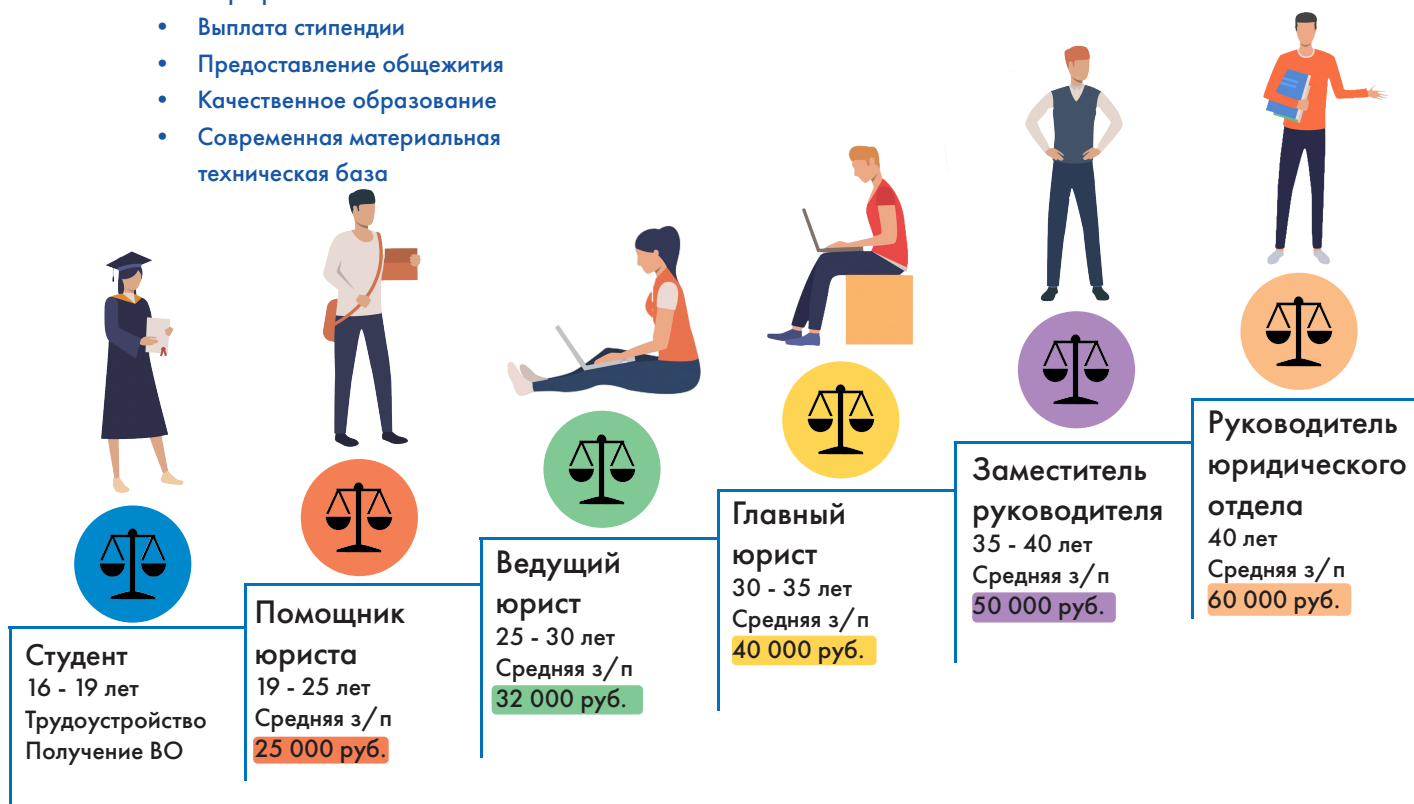 • Выплата стипендии
• Предоставление общежития
• Качественное образование
• Современная материальная
техническая база
Студент
16 - 19 лет
Трудоустройство
Получение ВО
Помощник
юриста
19 - 25 лет
Средняя з/п
25 000 руб.
Ведущий
юрист
25 - 30 лет
Средняя з/п
32 000 руб.
Главный
юрист
30 - 35 лет
Средняя з/п
40 000 руб.
Заместитель
руководителя
35 - 40 лет
Средняя з/п
50 000 руб.
Руководитель
юридического
отдела
40 лет
Средняя з/п
60 000 руб.